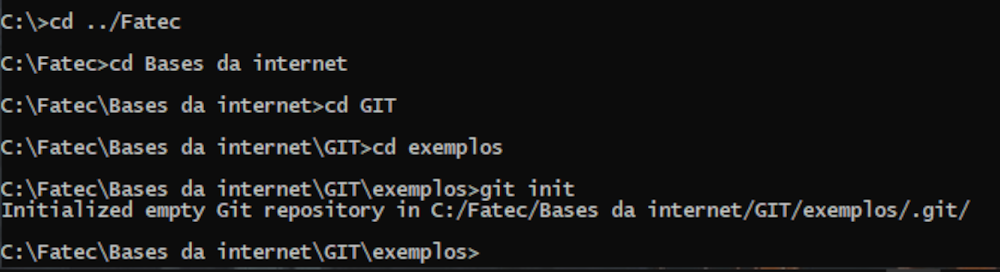 C:\>cd ../Fatec
C:\Fatec>cd Bases da internet
C:\Fatec\Bases da internet>cd GIT
C:\Fatec\Bases da internet\GIT>cd exemplos
C:\Fatec\Bases da internet\GIT\exemplos>git init
Initialized empty Git repository in C:/Fatec/Bases da internet/GIT/exemplos/.git/
C:\Fatec\Bases da internet\GIT\exemplos>